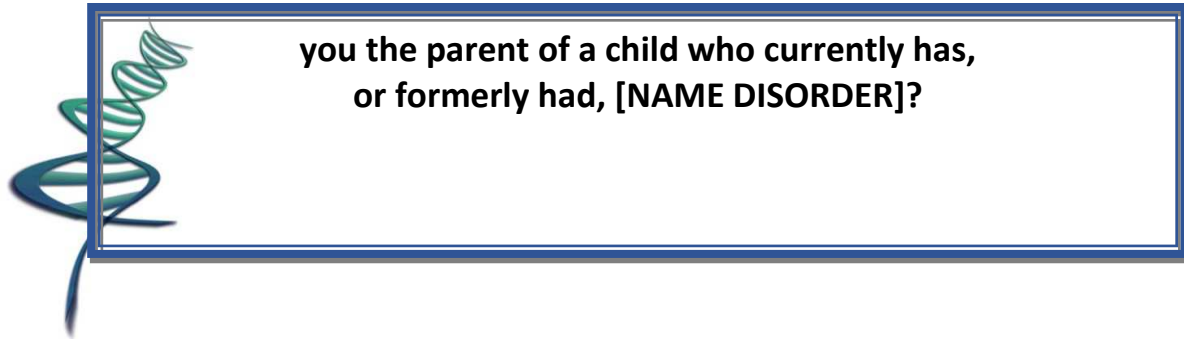 you the parent of a child who currently has,
or formerly had, [NAME DISORDER]?